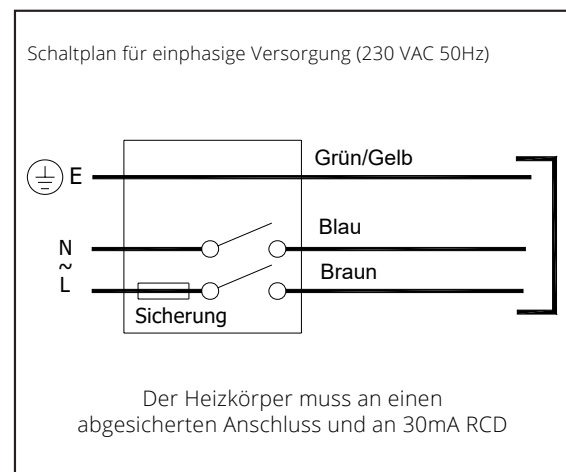 Schaltplan für einphasige Versorgung (230 VAC 50Hz)
Grün/Gelb
E
Blau
N
~
Braun
L
Sicherung
Der Heizkörper muss an einen
abgesicherten Anschluss und an 30mA RCD